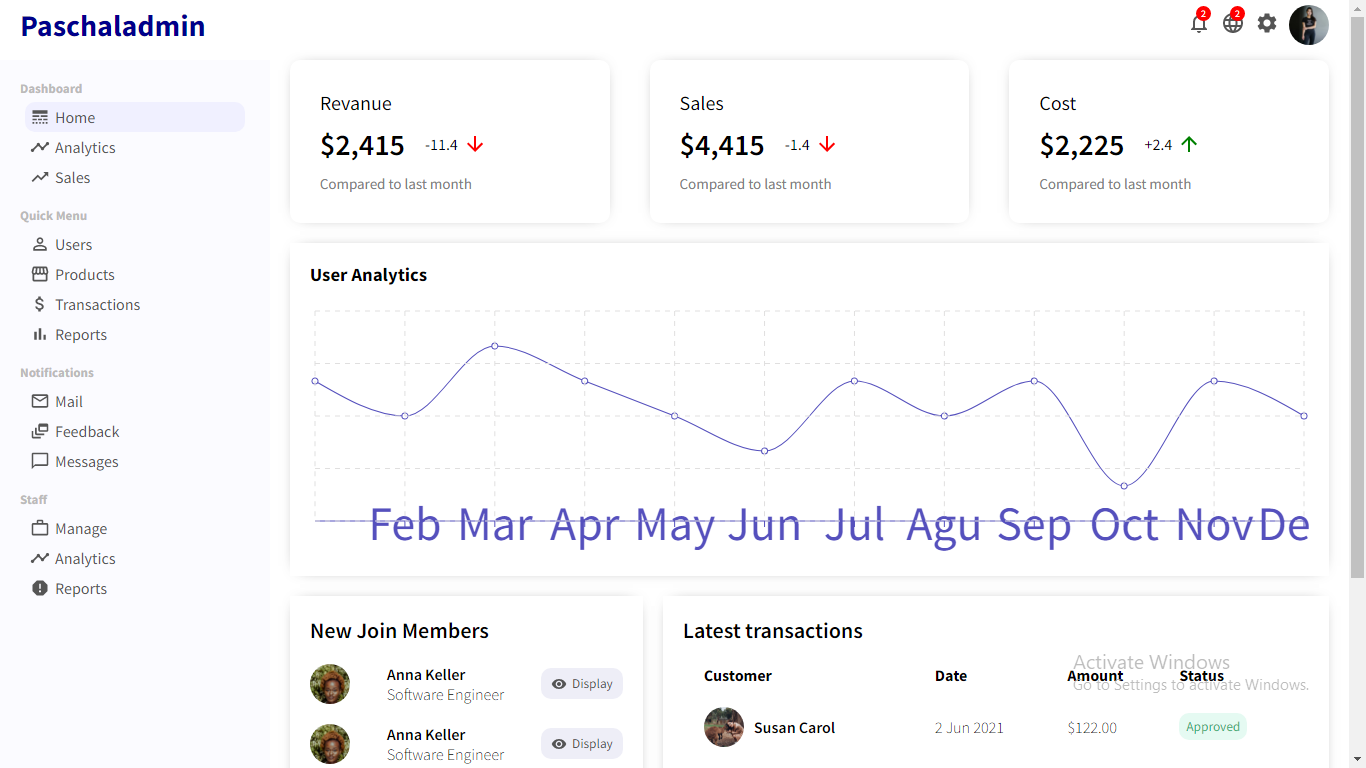 Paschaladmin
2
2
Dashboard
Home
Analytics
Sales
Quick Menu
Users
Products
Transactions
Reports
Notifications
Mail
Feedback
Messages
Staff
Manage
Analytics
Reports
Revanue
$2,415 -11.4
Compared to last month
Sales
$4,415 -1.4
Compared to last month
Cost
$2,225 +2.4
Compared to last month
User Analytics
Feb Mar Apr May Jun Jul Agu Sep Oct Nov De
New Join Members
Anna Keller
Software Engineer
Display
Anna Keller
Software Engineer
Display
Latest transactions
Customer Date Amount Status
Susan Carol 2 Jun 2021 $122.00 Approved
Activate Windows
Go to Settings to activate Windows.